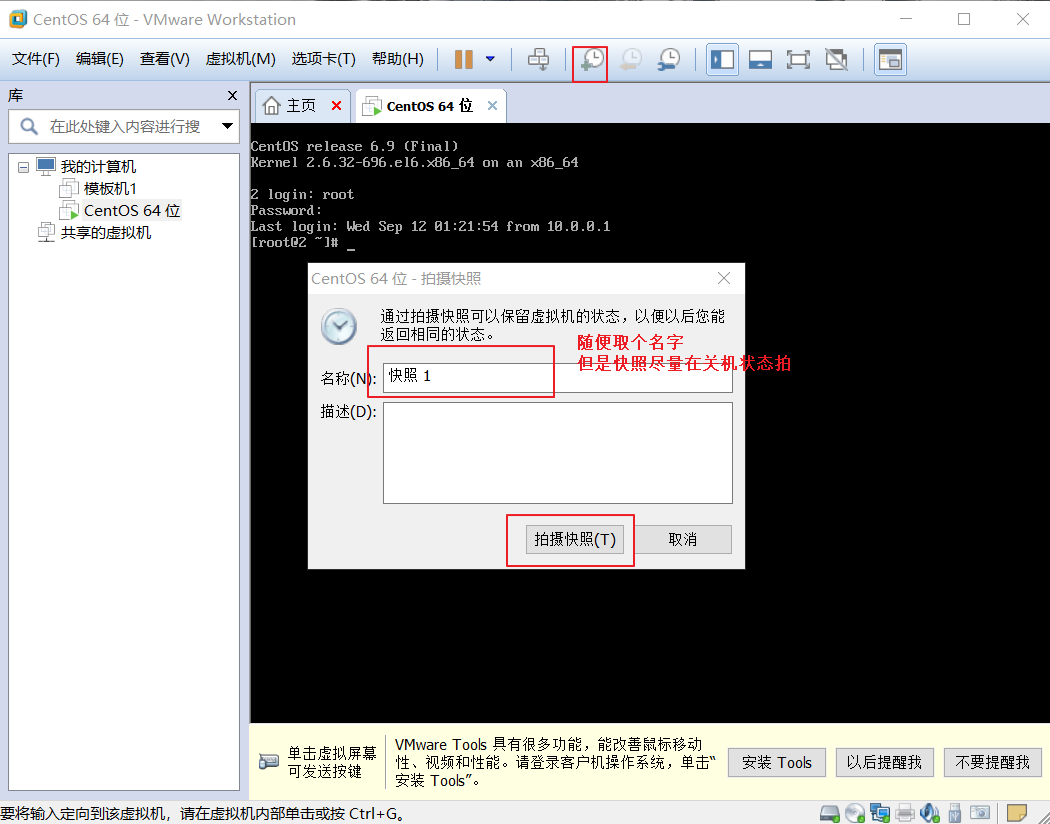 CentOS 64 位 - VMware Workstation
文件(F) 编辑(E) 查看(V) 虚拟机(M) 选项卡(T) 帮助(H)
库
在此处键入内容进行搜
我的计算机
模板机1
CentOS 64 位
共享的虚拟机
主页 CentOS 64 位
CentOS release 6.9 (Final)
Kernel 2.6.32-696.el6.x86_64 on an x86_64
2 login: root
Password:
Last login: Wed Sep 12 01:21:54 from 10.0.0.1
[root@2 ~]# _
CentOS 64 位 - 拍摄快照
通过拍摄快照可以保留虚拟机的状态，以便以后您能
返回相同的状态。
随便取个名字
但是快照尽量在关机状态拍
名称(N): 快照 1
描述(D):
拍摄快照(T) 取消
单击虚拟屏幕
可发送按键
VMware Tools 具有很多功能，能改善鼠标移动
性、视频和性能。请登录客户机操作系统，单击“
安装 Tools”。
安装 Tools 以后提醒我 不要提醒我
要将输入定向到该虚拟机，请在虚拟机内部单击或按 Ctrl+G。